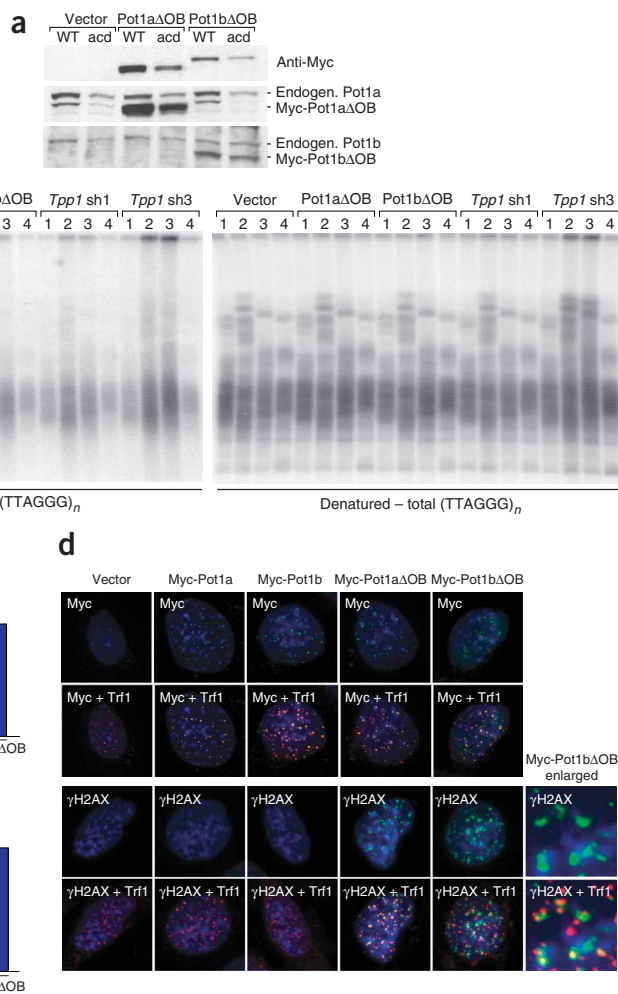 a
Vector Pot1aΔOB Pot1bΔOB
WT acd WT acd WT acd
Anti-Myc
- Endogen. Pot1a
- Myc-Pot1aΔOB
- Endogen. Pot1b
- Myc-Pot1bΔOB
bΔOB Tpp1 sh1 Tpp1 sh3 Vector Pot1aΔOB Pot1bΔOB Tpp1 sh1 Tpp1 sh3
3 4 1 2 3 4 1 2 3 4 1 2 3 4 1 2 3 4 1 2 3 4 1 2 3 4 1 2 3 4
(TTAGGG)n Denatured – total (TTAGGG)n
d
Vector Myc-Pot1a Myc-Pot1b Myc-Pot1aΔOB Myc-Pot1bΔOB
Myc Myc Myc Myc Myc
Myc + Trf1 Myc + Trf1 Myc + Trf1 Myc + Trf1 Myc + Trf1
ΔOB
Myc-Pot1bΔOB
enlarged
γH2AX γH2AX γH2AX γH2AX γH2AX γH2AX
γH2AX + Trf1 γH2AX + Trf1 γH2AX + Trf1 γH2AX + Trf1 γH2AX + Trf1 γH2AX + Trf1
ΔOB